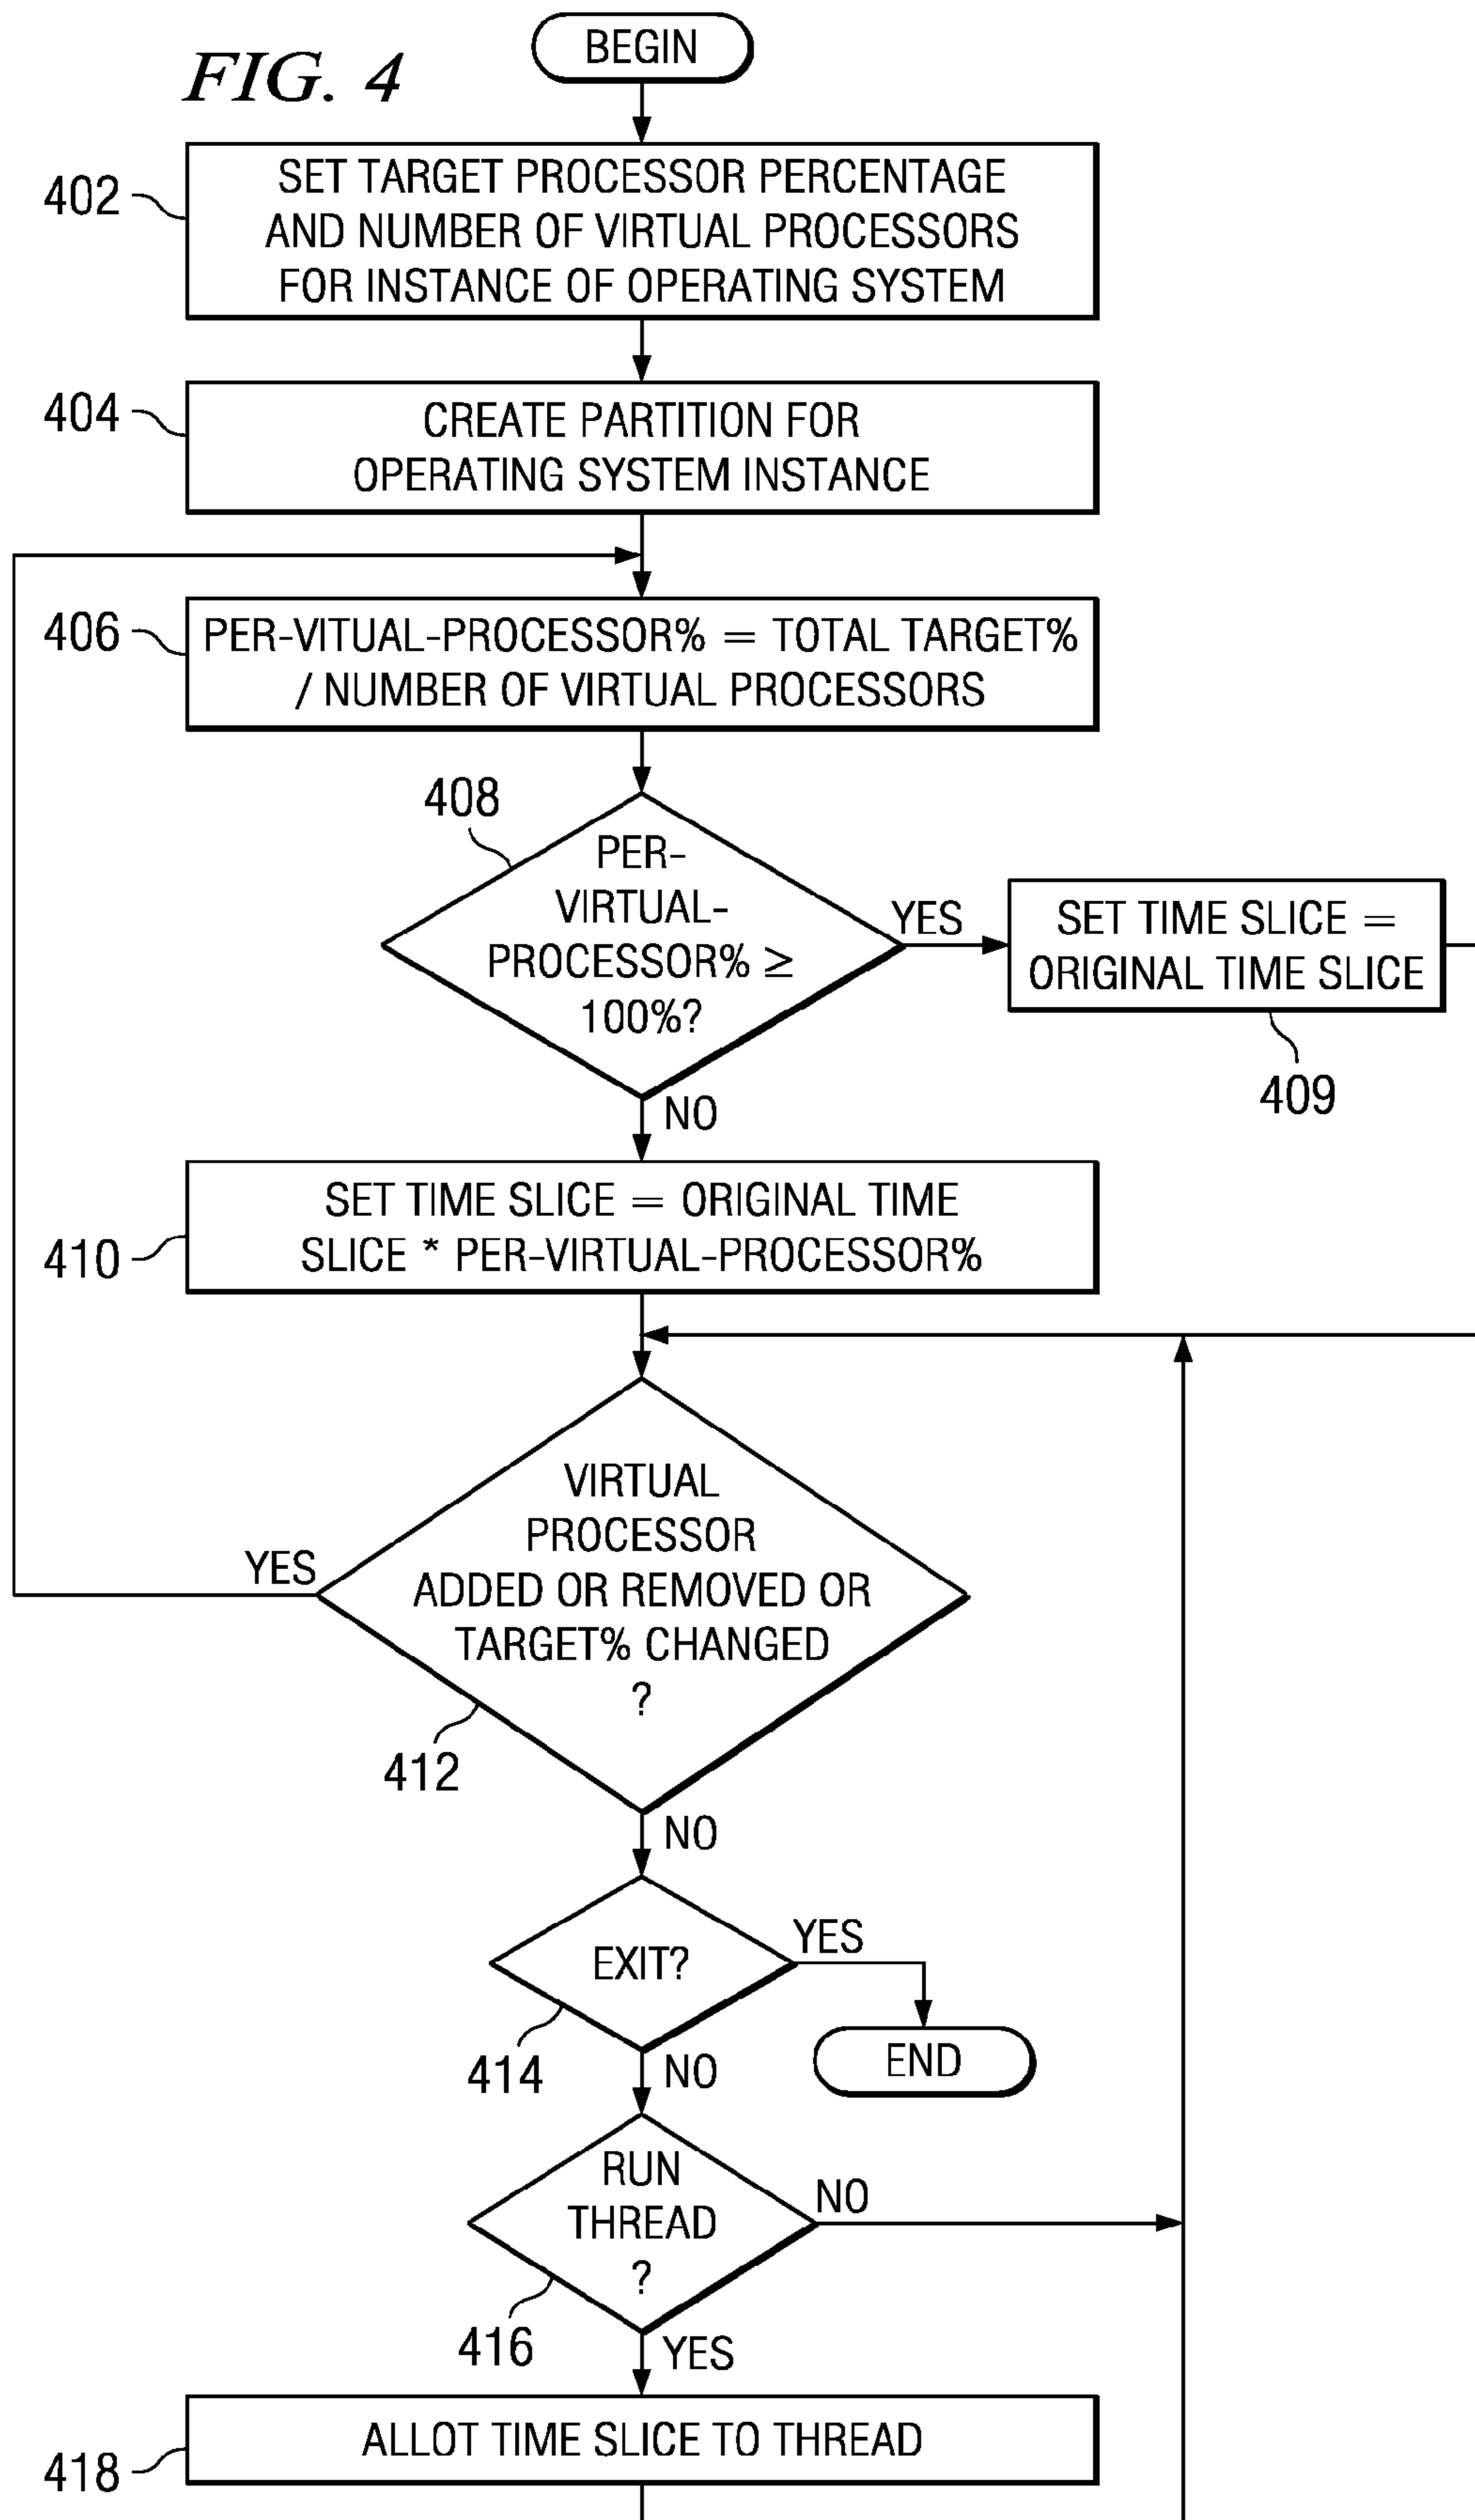 FIG. 4
BEGIN
402
SET TARGET PROCESSOR PERCENTAGE
AND NUMBER OF VIRTUAL PROCESSORS
FOR INSTANCE OF OPERATING SYSTEM
404
CREATE PARTITION FOR
OPERATING SYSTEM INSTANCE
406
PER-VITUAL-PROCESSOR% = TOTAL TARGET%
/ NUMBER OF VIRTUAL PROCESSORS
408
PER-
VIRTUAL-
PROCESSOR% ≥
100%?
YES
SET TIME SLICE =
ORIGINAL TIME SLICE
409
NO
410
SET TIME SLICE = ORIGINAL TIME
SLICE * PER-VIRTUAL-PROCESSOR%
VIRTUAL
PROCESSOR
ADDED OR REMOVED OR
TARGET% CHANGED
?
YES
412
NO
EXIT?
YES
414
END
NO
RUN
THREAD
?
NO
416
YES
418
ALLOT TIME SLICE TO THREAD